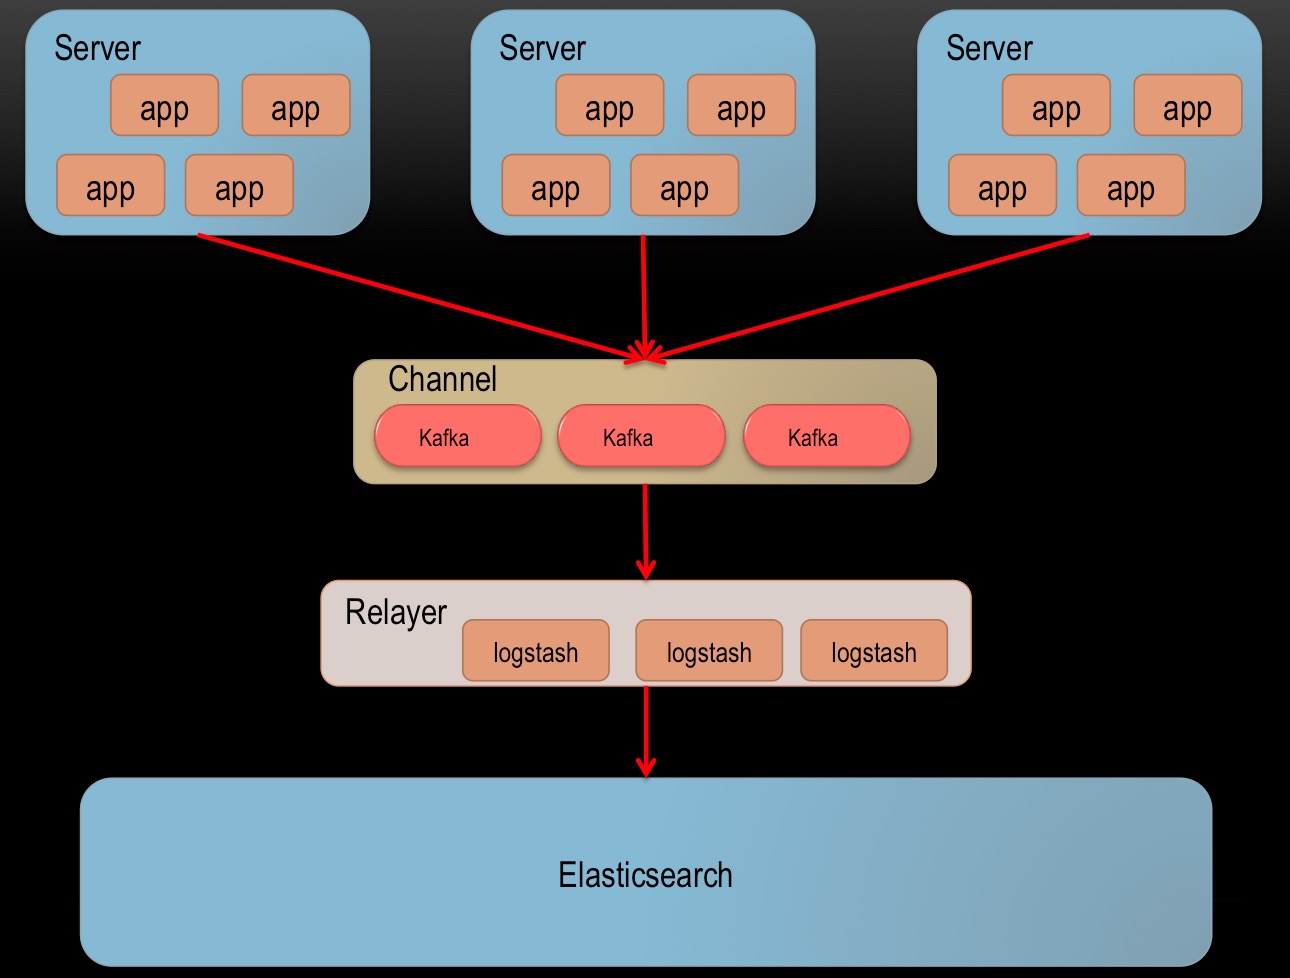 Server
app app
app app
Server
app app
app app
Server
app app
app app
Channel
Kafka Kafka Kafka
Relayer
logstash logstash logstash
Elasticsearch